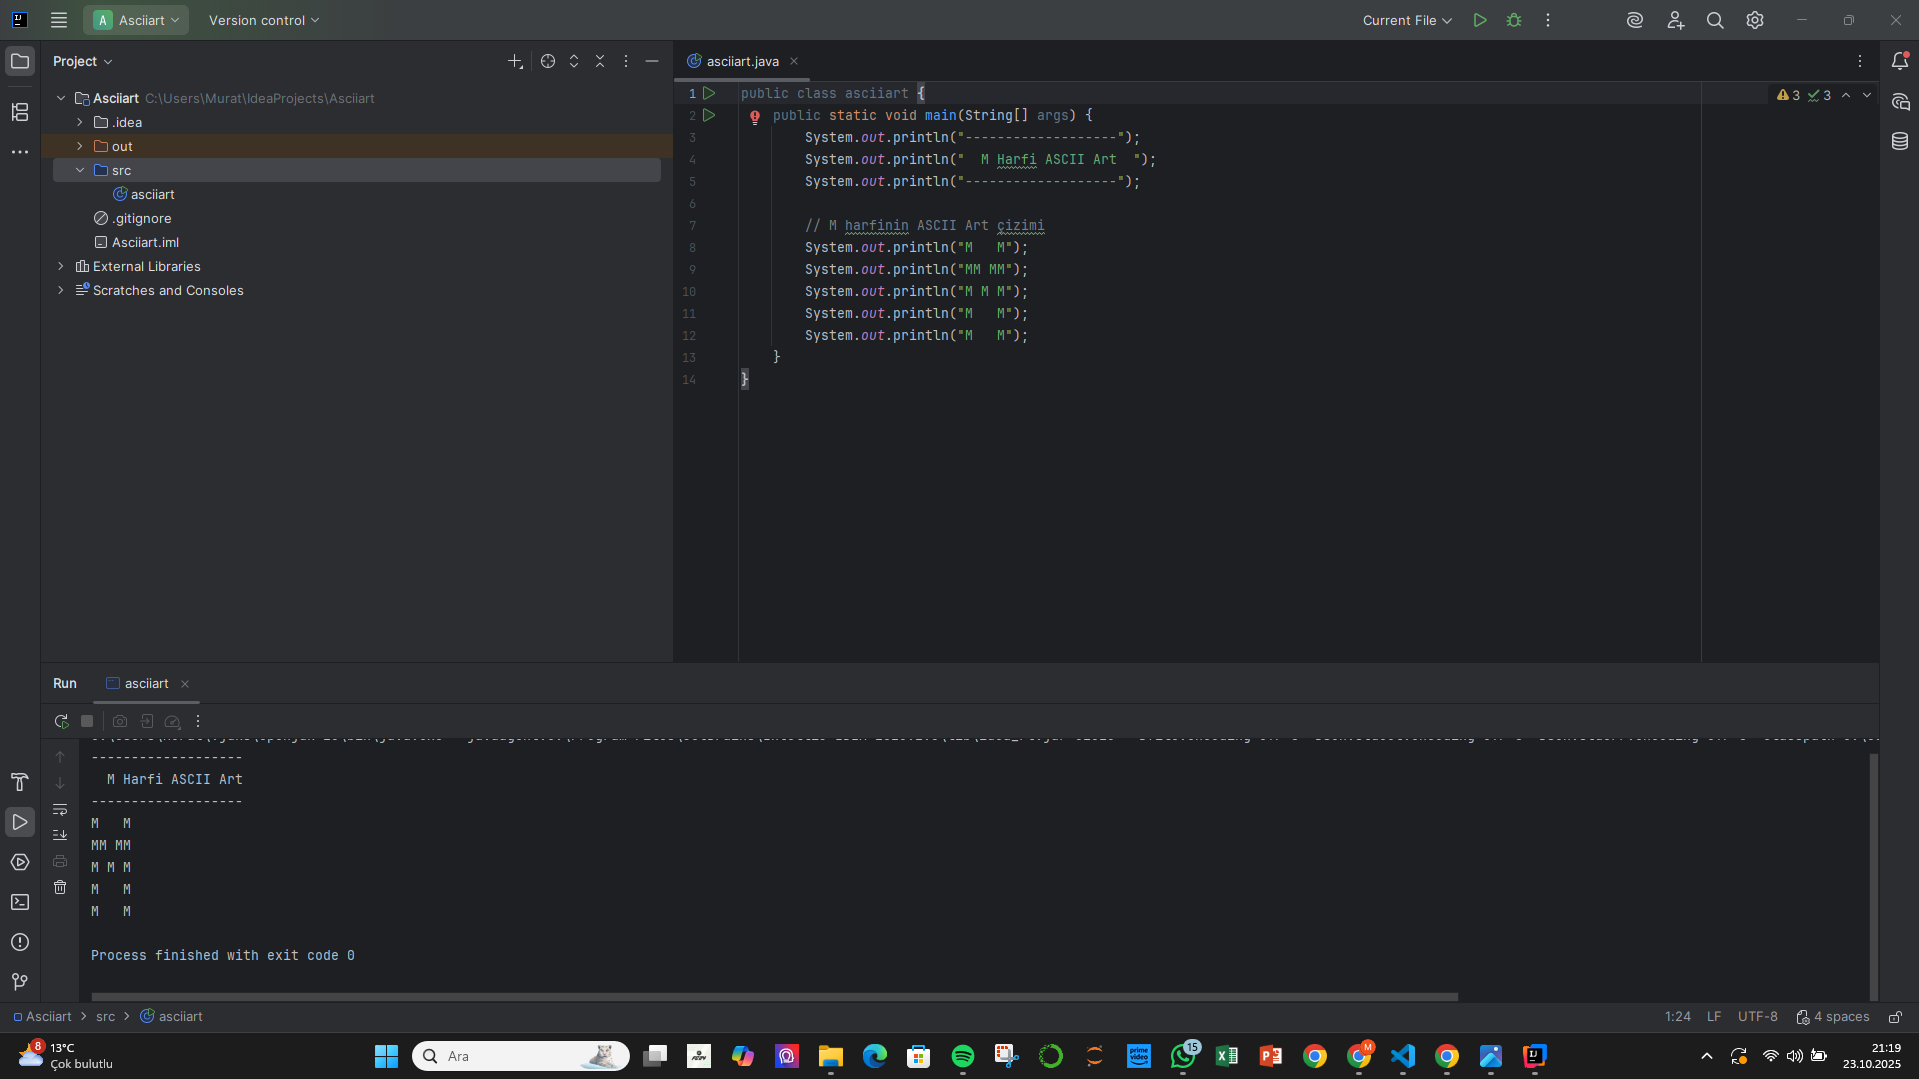 A Asciiart Version control Current File
Project
Asciiart C:\Users\Murat\IdeaProjects\Asciiart
.idea
out
src
asciiart
.gitignore
Asciiart.iml
External Libraries
Scratches and Consoles
asciiart.java
3 3
1 public class asciiart {
2 public static void main(String[] args) {
3 System.out.println("-------------------");
4 System.out.println("  M Harfi ASCII Art  ");
5 System.out.println("-------------------");
6
7 // M harfinin ASCII Art çizimi
8 System.out.println("M   M");
9 System.out.println("MM MM");
10 System.out.println("M M M");
11 System.out.println("M   M");
12 System.out.println("M   M");
13 }
14 }
Run asciiart
-------------------
  M Harfi ASCII Art
-------------------
M   M
MM MM
M M M
M   M
M   M
Process finished with exit code 0
Asciiart > src > asciiart
1:24 LF UTF-8 4 spaces
8
13°C
Çok bulutlu
Ara
prime video
15
M
21:19
23.10.2025